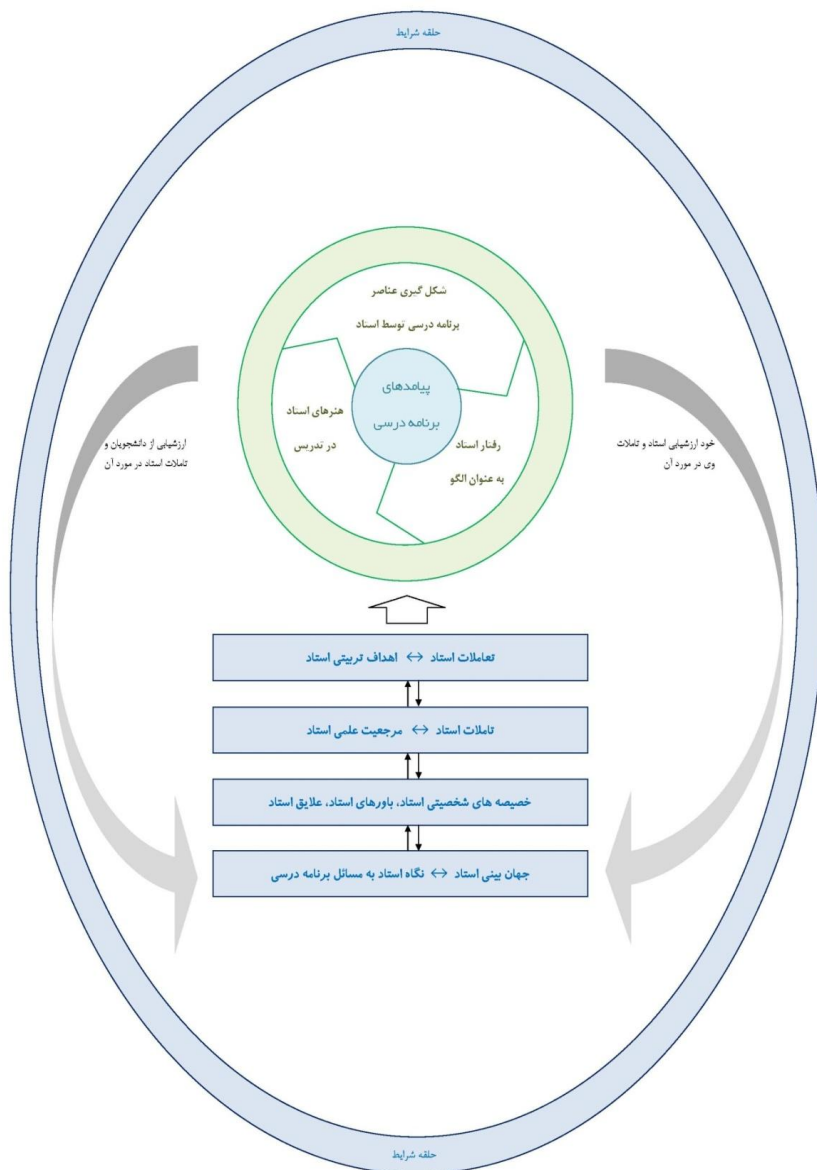 حلقه شرایط
شکل گیری عناصر
برنامه درسی توسط استاد
پیامدهای
برنامه درسی
هنرهای استاد
در تدریس
رفتار استاد
به عنوان الگو
خود ارزشیابی استاد و تاملات
وی در مورد آن
ارزشیابی از دانشجویان و
تاملات استاد در مورد آن
تعاملات استاد ↔ اهداف تربیتی استاد
تاملات استاد ↔ مرجعیت علمی استاد
خصیصه های شخصیتی استاد، باورهای استاد، علایق استاد
جهان بینی استاد ↔ نگاه استاد به مسائل برنامه درسی
حلقه شرایط